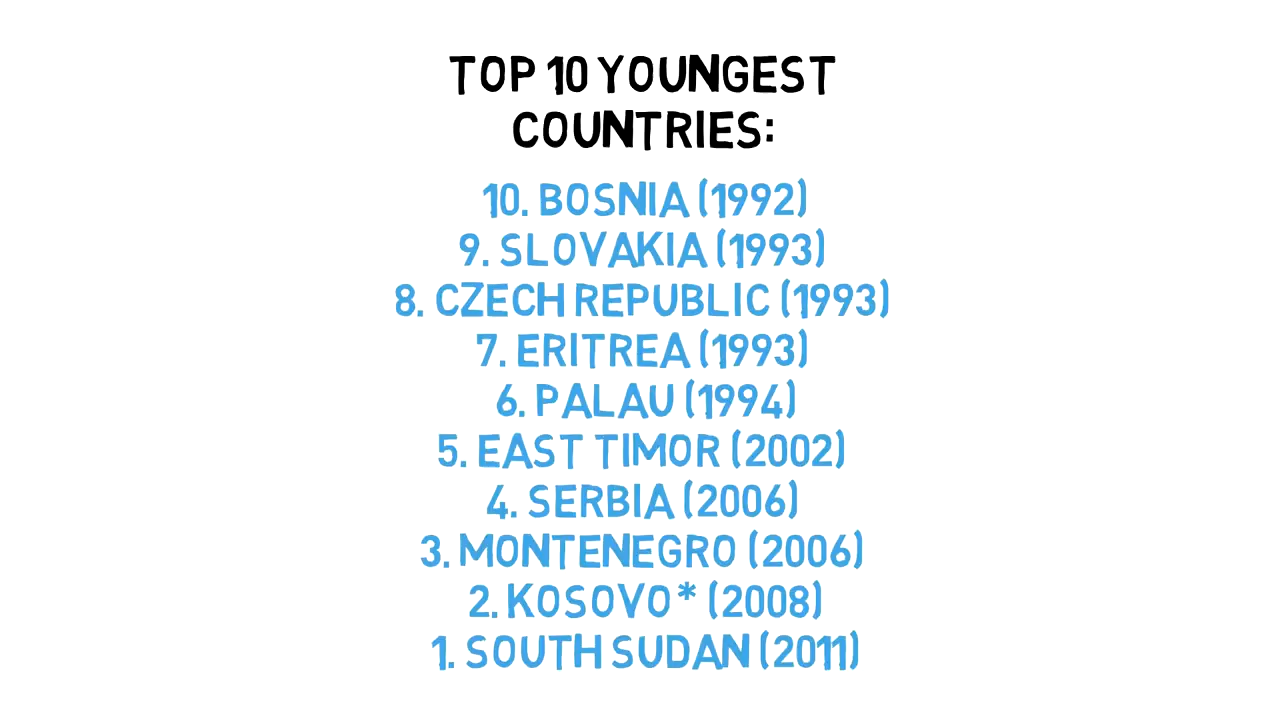 TOP 10 YOUNGEST
COUNTRIES:
10. BOSNIA (1992)
9. SLOVAKIA (1993)
8. CZECH REPUBLIC (1993)
7. ERITREA (1993)
6. PALAU (1994)
5. EAST TIMOR (2002)
4. SERBIA (2006)
3. MONTENEGRO (2006)
2. KOSOVO* (2008)
1. SOUTH SUDAN (2011)